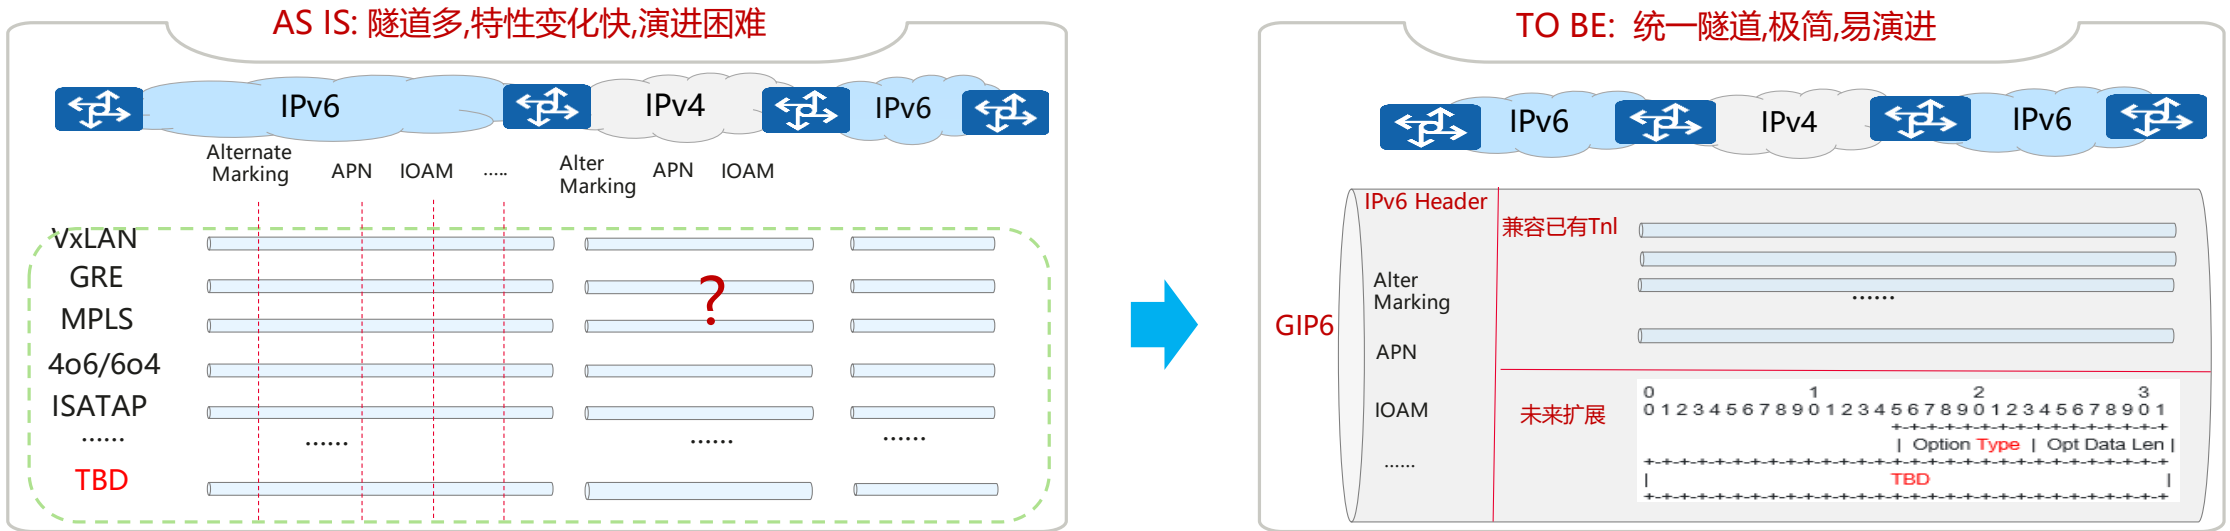 AS IS: 隧道多,特性变化快,演进困难
IPv6
IPv4
IPv6
Alternate
Marking
APN
IOAM
.....
Alter
Marking
APN
IOAM
VxLAN
GRE
?
MPLS
4o6/6o4
ISATAP
......
......
......
......
TBD
TO BE: 统一隧道,极简,易演进
IPv6
IPv4
IPv6
GIP6
IPv6 Header
Alter
Marking
APN
IOAM
......
兼容已有Tnl
......
未来扩展
0 1 2 3
0 1 2 3 4 5 6 7 8 9 0 1 2 3 4 5 6 7 8 9 0 1 2 3 4 5 6 7 8 9 0 1
+-+-+-+-+-+-+-+-+-+-+-+-+-+-+-+-+
| Option Type | Opt Data Len |
+-+-+-+-+-+-+-+-+-+-+-+-+-+-+-+-+-+-+-+-+-+-+-+-+-+-+-+-+-+-+-+-+
| TBD |
+-+-+-+-+-+-+-+-+-+-+-+-+-+-+-+-+-+-+-+-+-+-+-+-+-+-+-+-+-+-+-+-+